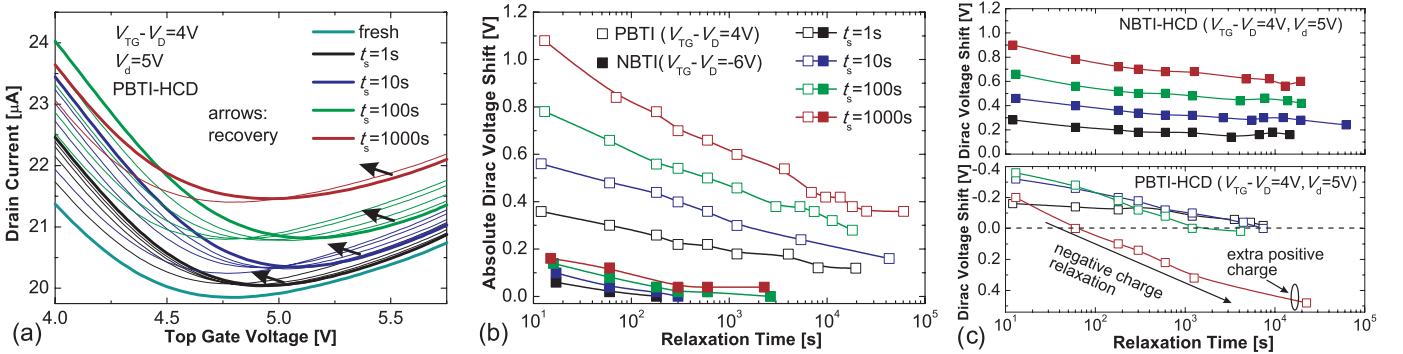 (a)
Drain Current [µA]
24
23
22
21
20
V_TG-V_D=4V
V_d=5V
PBTI-HCD
arrows:
recovery
fresh
t_s=1s
t_s=10s
t_s=100s
t_s=1000s
4.0 4.5 5.0 5.5
Top Gate Voltage [V]
(b)
Absolute Dirac Voltage Shift [V]
1.2
1.0
0.8
0.6
0.4
0.2
0.0
PBTI (V_TG-V_D=4V)
NBTI(V_TG-V_D=-6V)
t_s=1s
t_s=10s
t_s=100s
t_s=1000s
10^1 10^2 10^3 10^4 10^5
Relaxation Time [s]
(c)
Dirac Voltage Shift [V]
1.2
1.0
0.8
0.6
0.4
0.2
0.0
NBTI-HCD (V_TG-V_D=4V, V_d=5V)
Dirac Voltage Shift [V]
-0.4
-0.2
0.0
0.2
0.4
PBTI-HCD (V_TG-V_D=4V, V_d=5V)
negative charge
relaxation
extra positive
charge
10^1 10^2 10^3 10^4 10^5
Relaxation Time [s]